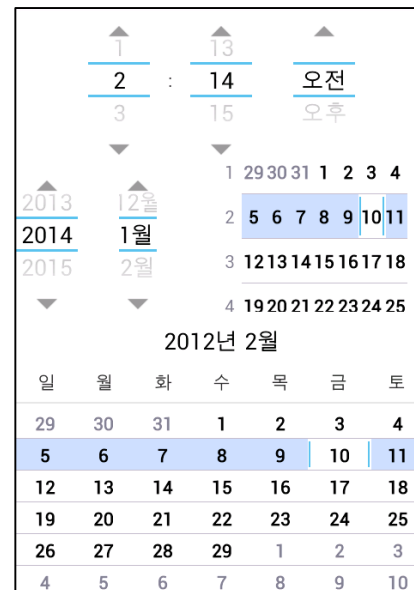 1 13
2 : 14 오전
3 15 오후
1 29 30 31 1 2 3 4
2013 12월
2 5 6 7 8 9 10 11
2014 1월
2015 2월
3 12 13 14 15 16 17 18
4 19 20 21 22 23 24 25
2012년 2월
일 월 화 수 목 금 토
29 30 31 1 2 3 4
5 6 7 8 9 10 11
12 13 14 15 16 17 18
19 20 21 22 23 24 25
26 27 28 29 1 2 3
4 5 6 7 8 9 10